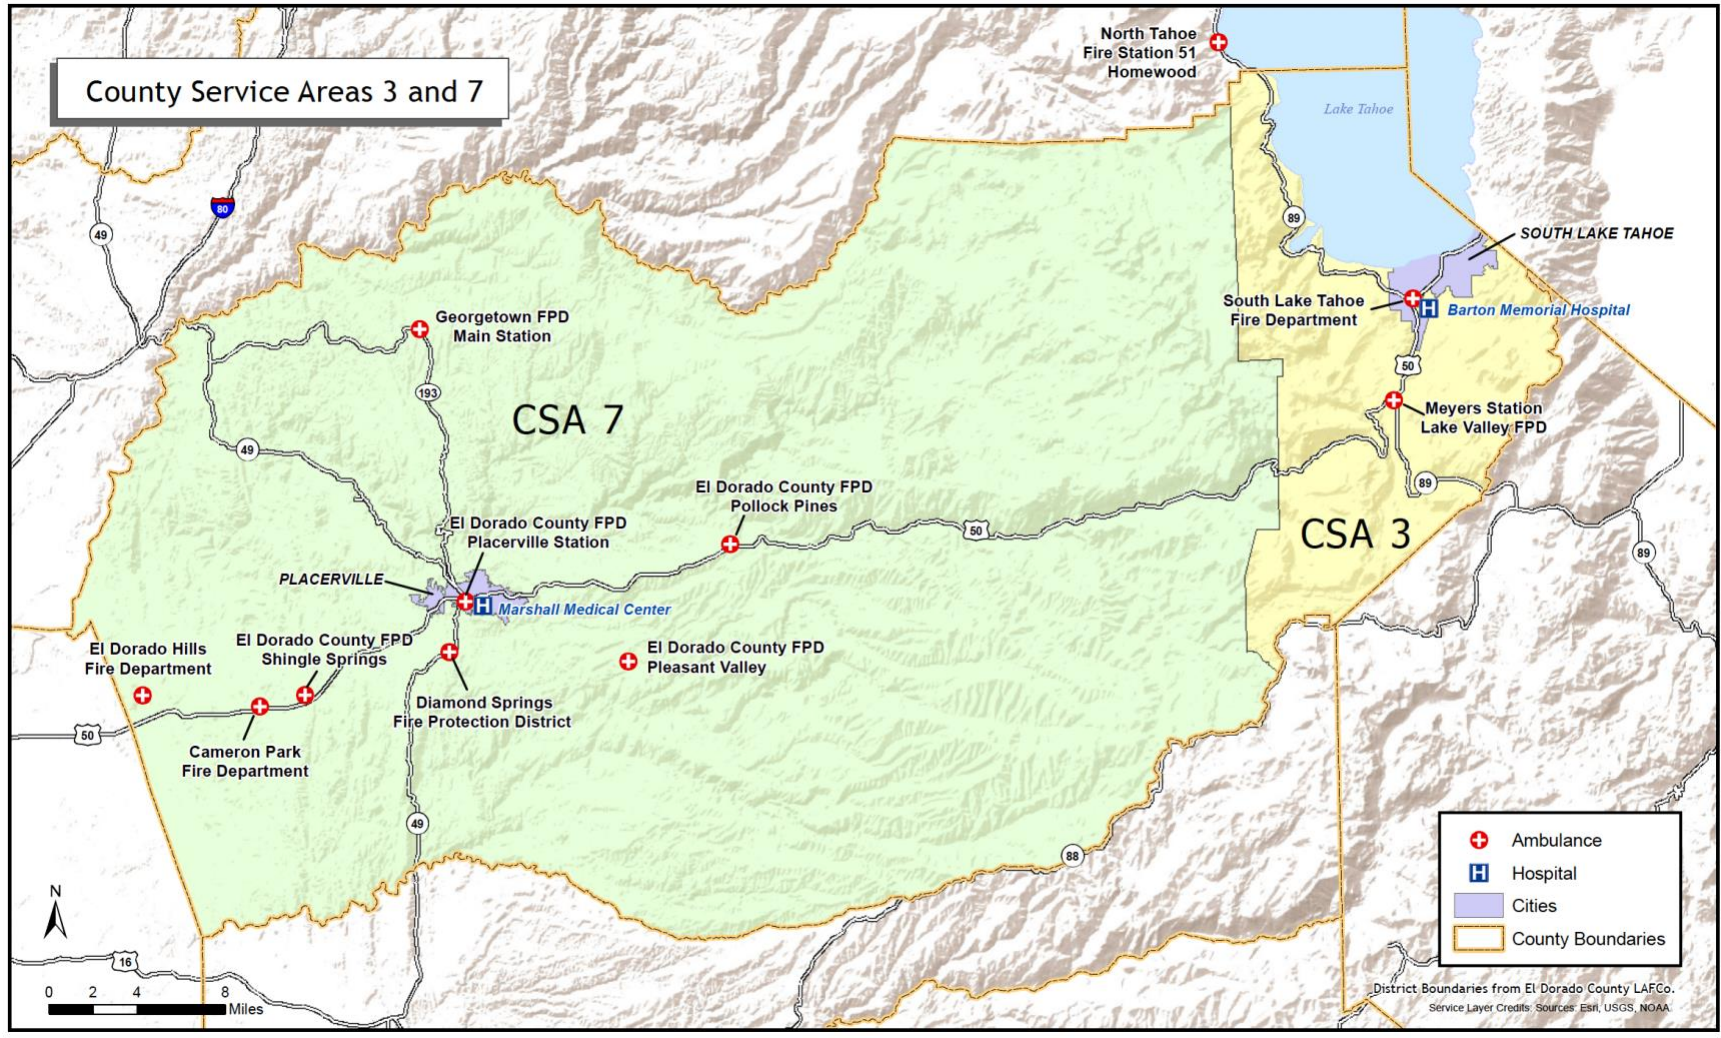 North Tahoe
Fire Station 51
Homewood
County Service Areas 3 and 7
Lake Tahoe
80
49
89
SOUTH LAKE TAHOE
South Lake Tahoe
Fire Department
Barton Memorial Hospital
Georgetown FPD
Main Station
50
193
CSA 7
Meyers Station
Lake Valley FPD
49
89
El Dorado County FPD
Pollock Pines
El Dorado County FPD
Placerville Station
50
CSA 3
89
PLACERVILLE
Marshall Medical Center
El Dorado Hills
Fire Department
El Dorado County FPD
Shingle Springs
El Dorado County FPD
Pleasant Valley
Diamond Springs
Fire Protection District
50
Cameron Park
Fire Department
49
88
Ambulance
H Hospital
Cities
County Boundaries
N
16
0 2 4 8
Miles
District Boundaries from El Dorado County LAFCo.
Service Layer Credits: Sources: Esri, USGS, NOAA
H
H